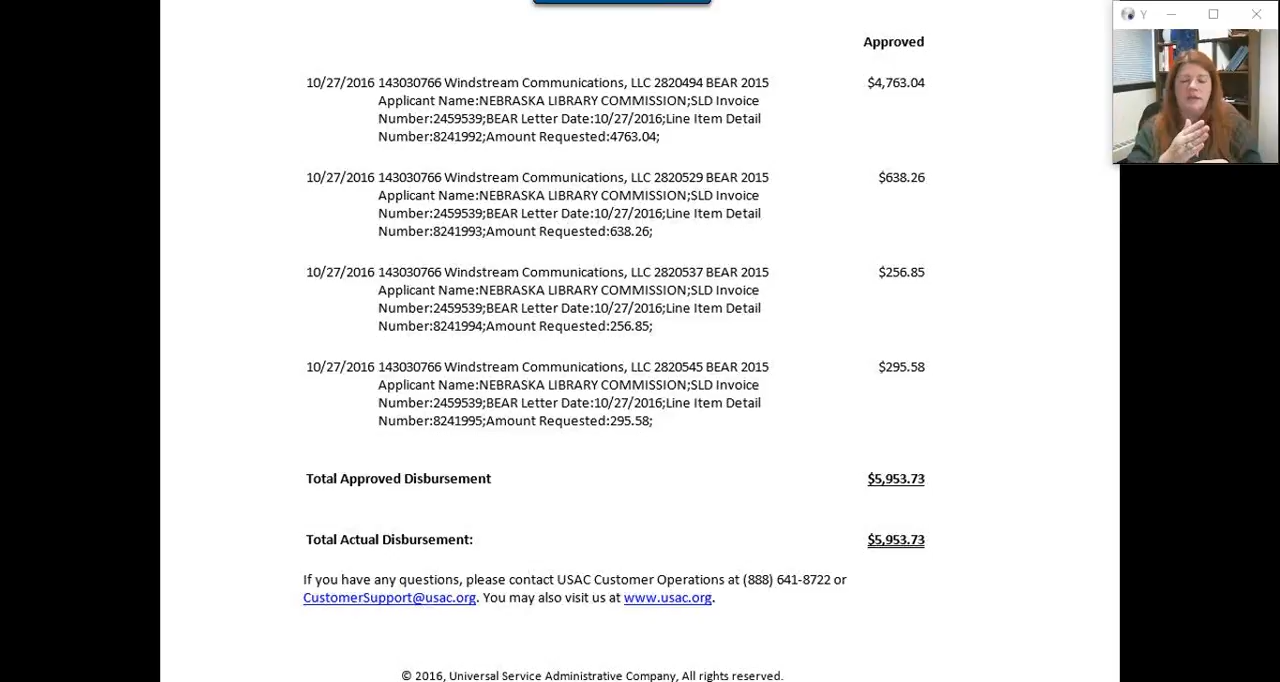 Y
Approved
10/27/2016 143030766 Windstream Communications, LLC 2820494 BEAR 2015 $4,763.04
Applicant Name:NEBRASKA LIBRARY COMMISSION;SLD Invoice
Number:2459539;BEAR Letter Date:10/27/2016;Line Item Detail
Number:8241992;Amount Requested:4763.04;
10/27/2016 143030766 Windstream Communications, LLC 2820529 BEAR 2015 $638.26
Applicant Name:NEBRASKA LIBRARY COMMISSION;SLD Invoice
Number:2459539;BEAR Letter Date:10/27/2016;Line Item Detail
Number:8241993;Amount Requested:638.26;
10/27/2016 143030766 Windstream Communications, LLC 2820537 BEAR 2015 $256.85
Applicant Name:NEBRASKA LIBRARY COMMISSION;SLD Invoice
Number:2459539;BEAR Letter Date:10/27/2016;Line Item Detail
Number:8241994;Amount Requested:256.85;
10/27/2016 143030766 Windstream Communications, LLC 2820545 BEAR 2015 $295.58
Applicant Name:NEBRASKA LIBRARY COMMISSION;SLD Invoice
Number:2459539;BEAR Letter Date:10/27/2016;Line Item Detail
Number:8241995;Amount Requested:295.58;
Total Approved Disbursement $5,953.73
Total Actual Disbursement: $5,953.73
If you have any questions, please contact USAC Customer Operations at (888) 641-8722 or
CustomerSupport@usac.org. You may also visit us at www.usac.org.
© 2016, Universal Service Administrative Company, All rights reserved.